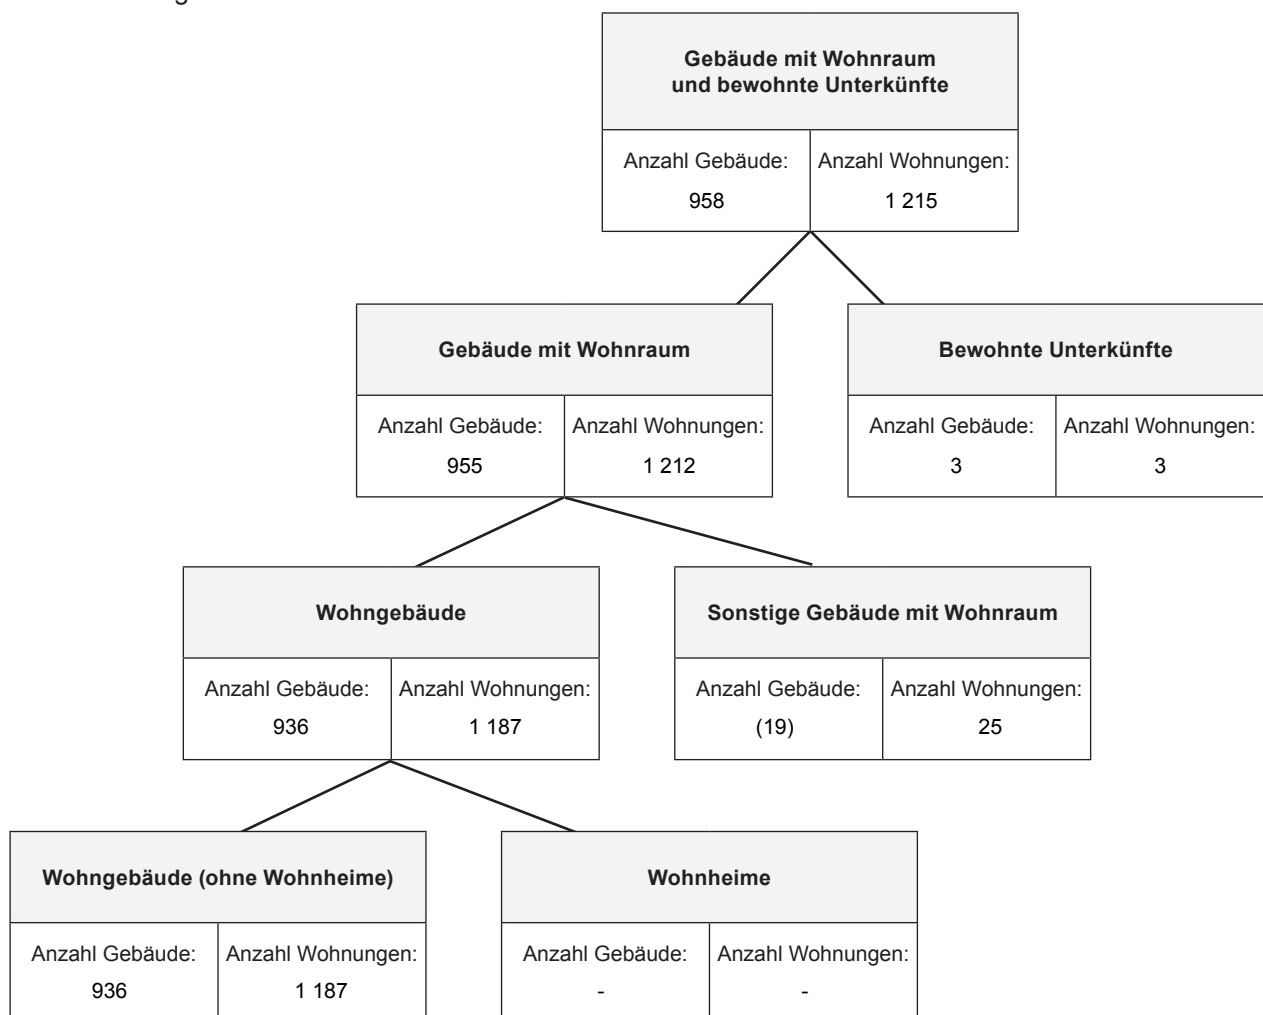 Gebäude mit Wohnraum
und bewohnte Unterkünfte
Anzahl Gebäude: Anzahl Wohnungen:
958 1 215
Gebäude mit Wohnraum Bewohnte Unterkünfte
Anzahl Gebäude: Anzahl Wohnungen: Anzahl Gebäude: Anzahl Wohnungen:
955 1 212 3 3
Wohngebäude Sonstige Gebäude mit Wohnraum
Anzahl Gebäude: Anzahl Wohnungen: Anzahl Gebäude: Anzahl Wohnungen:
936 1 187 (19) 25
Wohngebäude (ohne Wohnheime) Wohnheime
Anzahl Gebäude: Anzahl Wohnungen: Anzahl Gebäude: Anzahl Wohnungen:
936 1 187 - -